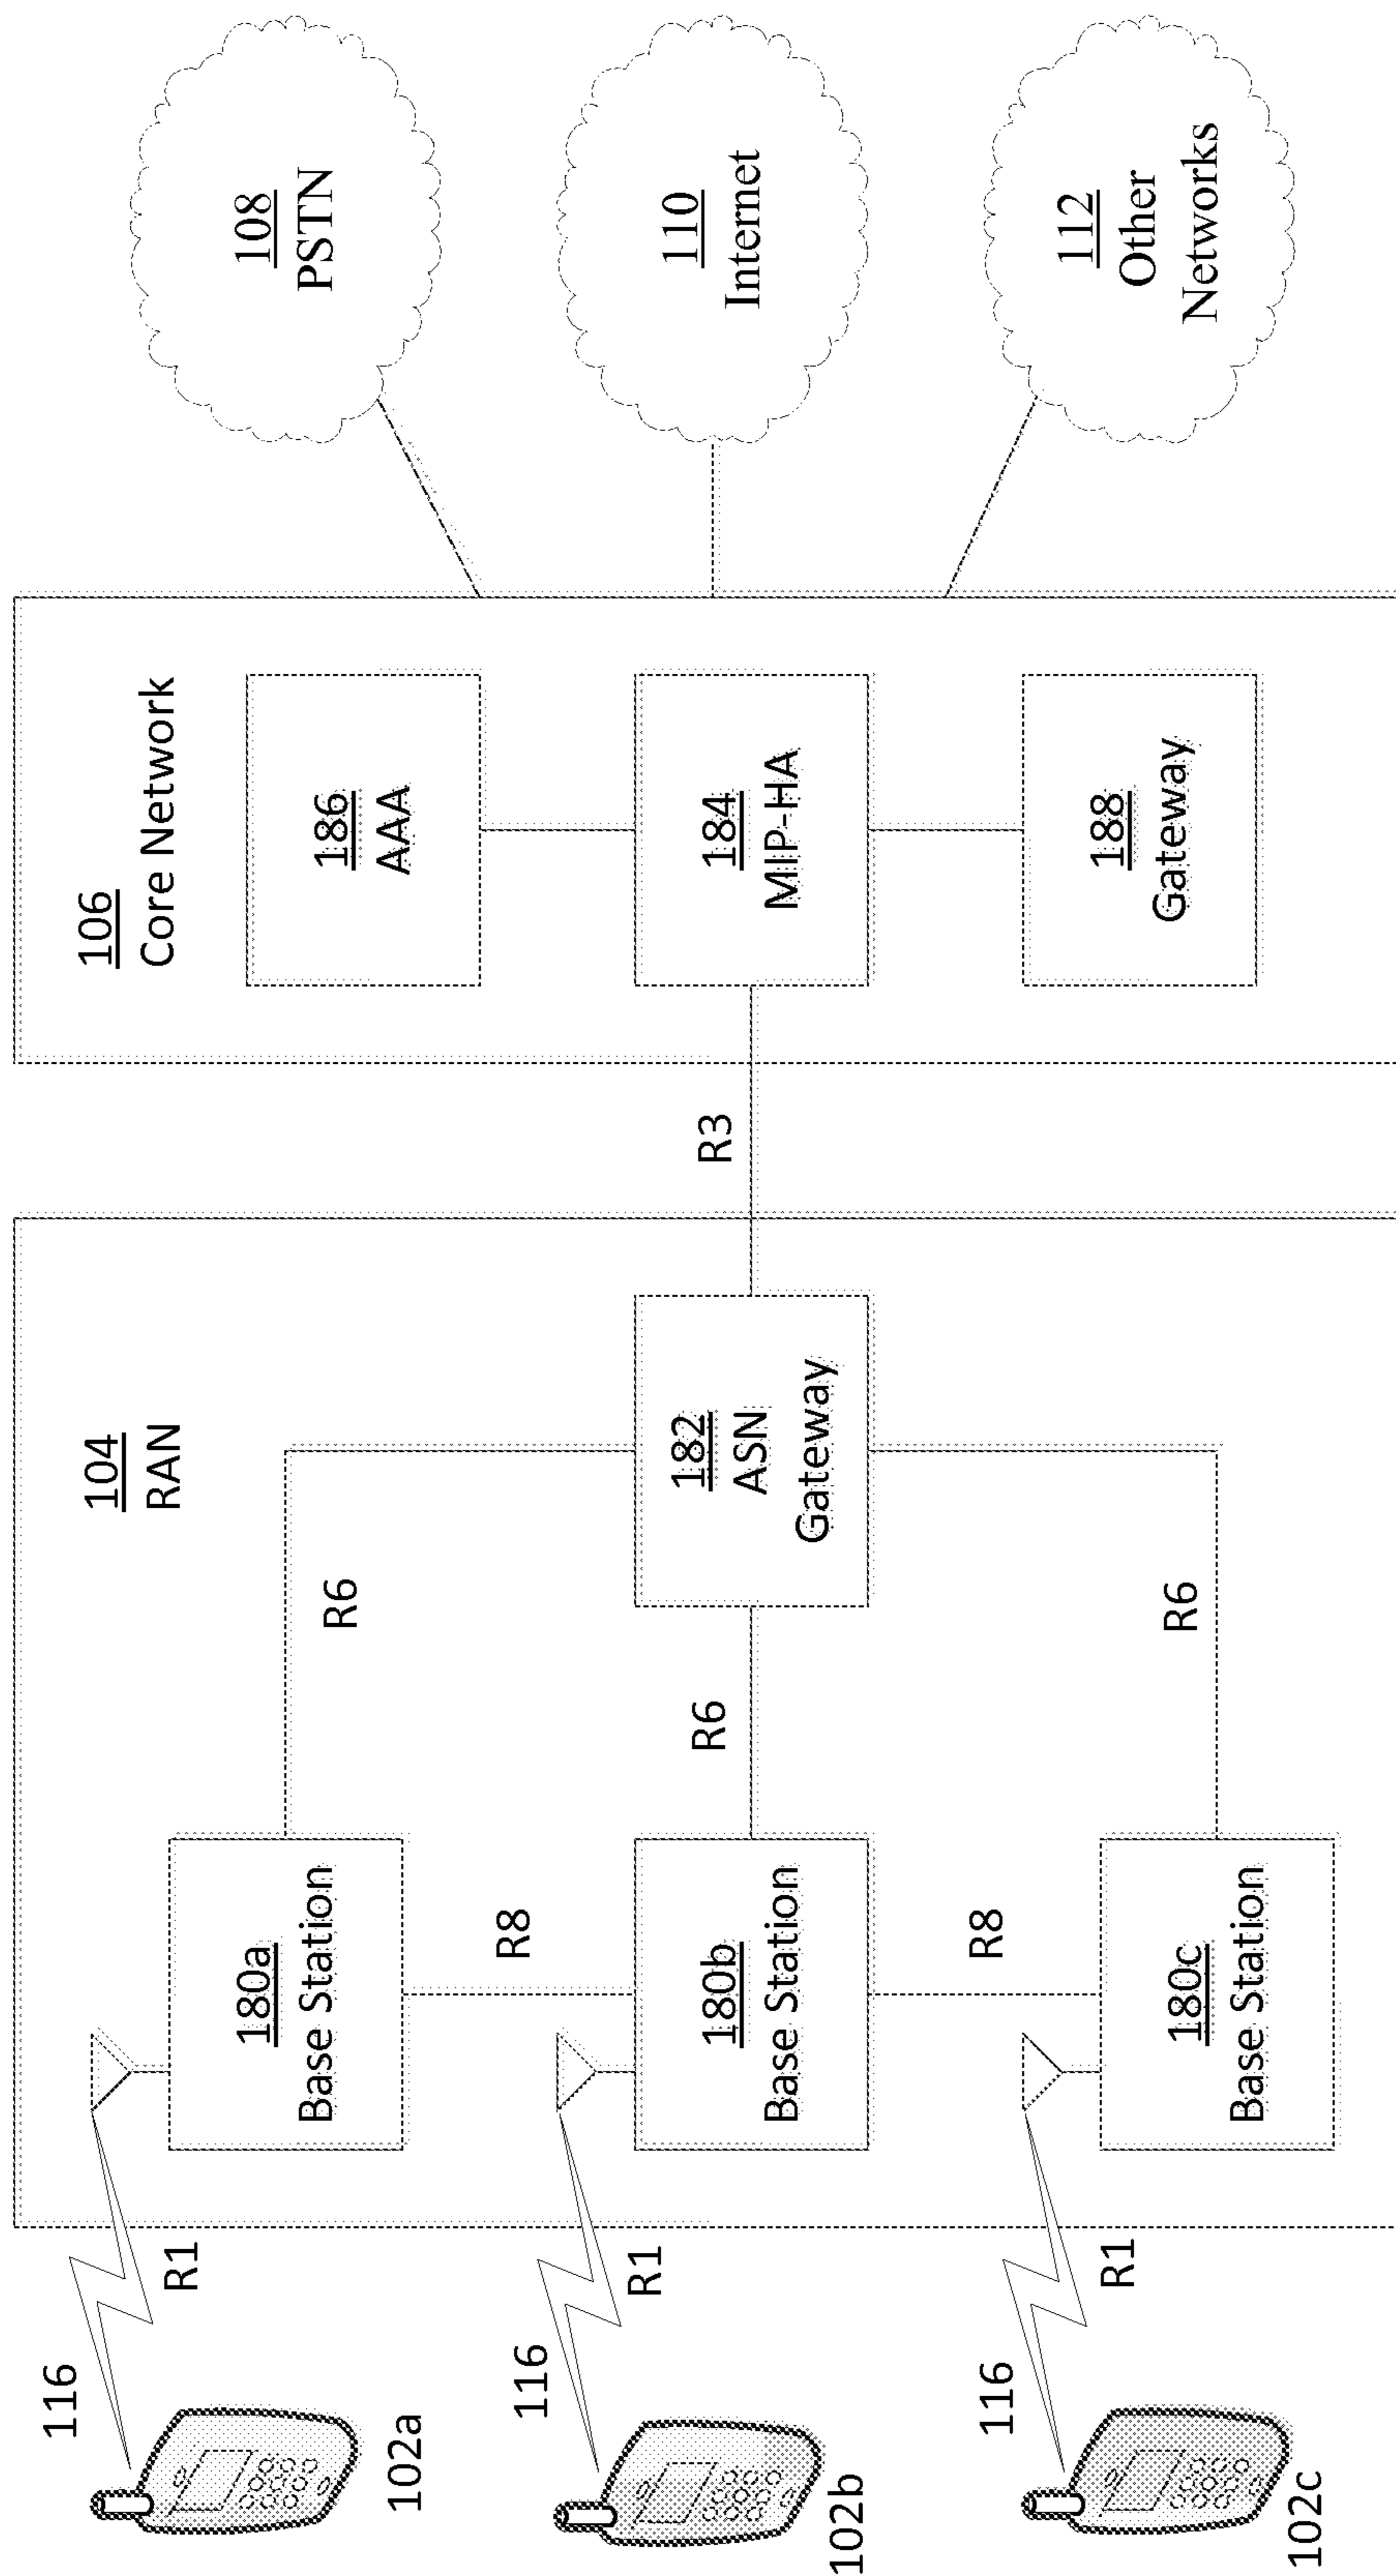 116
R1
102a
180a
Base Station
R8
104
RAN
R6
106
Core Network
186
AAA
108
PSTN
116
R1
102b
180b
Base Station
R6
182
ASN
Gateway
R3
184
MIP-HA
110
Internet
116
R1
102c
R8
180c
Base Station
R6
188
Gateway
112
Other
Networks